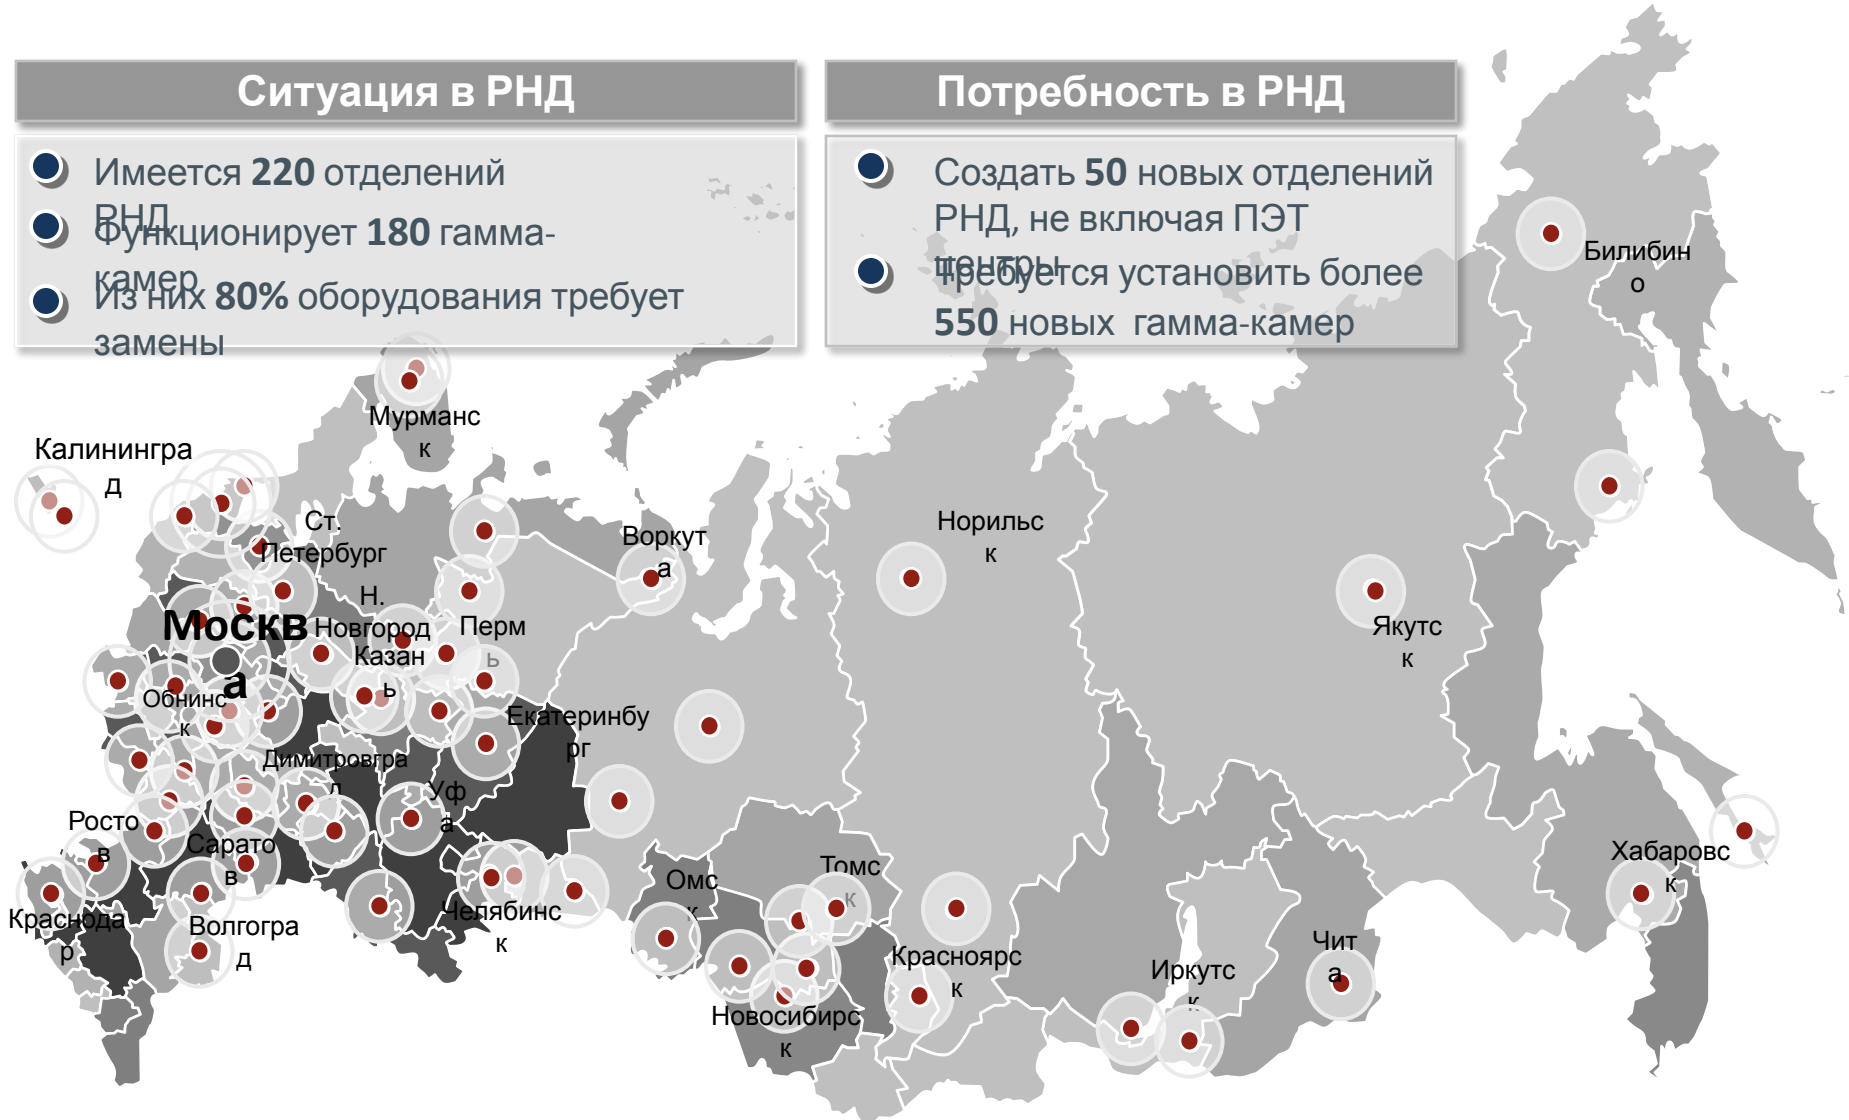 Ситуация в РНД
Имеется 220 отделений
РНД
Функционирует 180 гамма-
камер
Из них 80% оборудования требует
замены
Потребность в РНД
Создать 50 новых отделений
РНД, не включая ПЭТ
центры
Требуется установить более
550 новых гамма-камер
Билибин
о
Мурманс
к
Калинингра
д
Ст.
Петербург
Воркут
а
Норильс
к
Н.
Новгород
Москв
а
Перм
ь
Казан
ь
Якутс
к
Обнинс
к
Екатеринбу
рг
Димитровгра
д
Уф
а
Росто
в
Сарато
в
Томс
к
Омс
к
Хабаровс
к
Краснода
р
Волгогра
д
Челябинс
к
Красноярс
к
Чит
а
Иркутс
к
Новосибирс
к